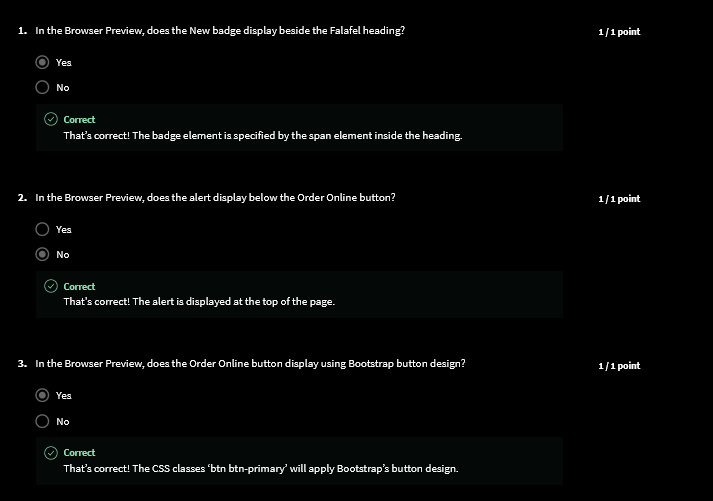 1. In the Browser Preview, does the New badge display beside the Falafel heading?
1 / 1 point
Yes
No
Correct
That's correct! The badge element is specified by the span element inside the heading.
2. In the Browser Preview, does the alert display below the Order Online button?
1 / 1 point
Yes
No
Correct
That's correct! The alert is displayed at the top of the page.
3. In the Browser Preview, does the Order Online button display using Bootstrap button design?
1 / 1 point
Yes
No
Correct
That's correct! The CSS classes ‘btn btn-primary’ will apply Bootstrap's button design.